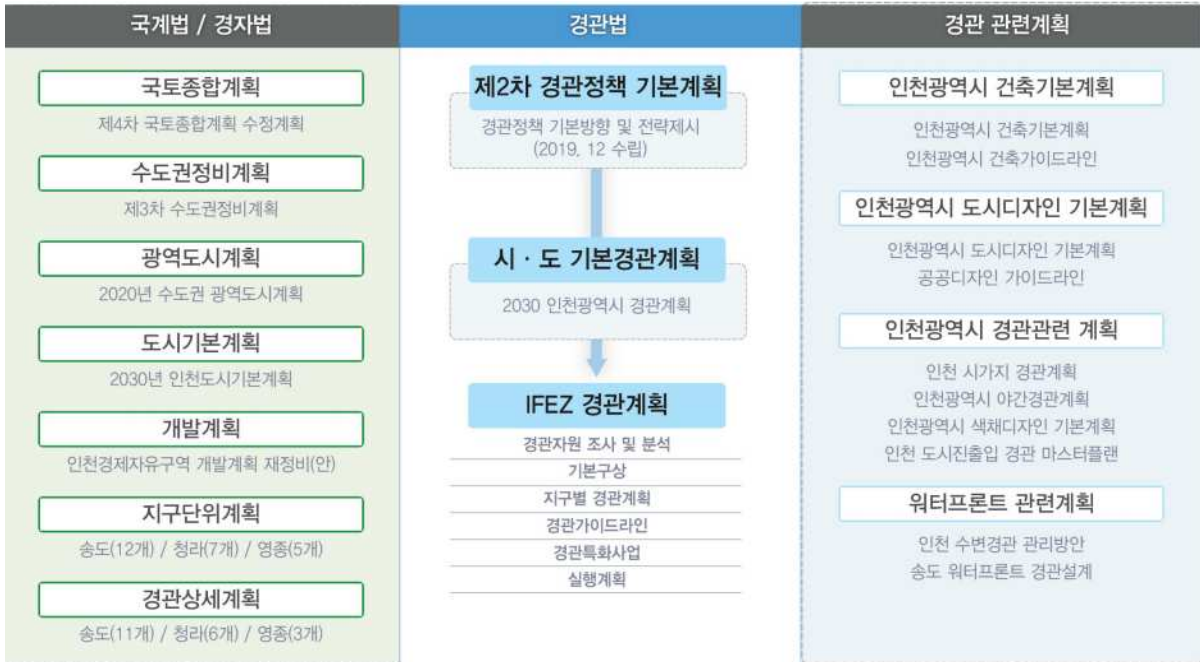 국계법 / 경자법
국토종합계획
제4차 국토종합계획 수정계획
수도권정비계획
제3차 수도권정비계획
광역도시계획
2020년 수도권 광역도시계획
도시기본계획
2030년 인천도시기본계획
개발계획
인천경제자유구역 개발계획 재정비(안)
지구단위계획
송도(12개) / 청라(7개) / 영종(5개)
경관상세계획
송도(11개) / 청라(6개) / 영종(3개)
경관법
제2차 경관정책 기본계획
경관정책 기본방향 및 전략제시
(2019, 12 수립)
시 · 도 기본경관계획
2030 인천광역시 경관계획
IFEZ 경관계획
경관자원 조사 및 분석
기본구상
지구별 경관계획
경관가이드라인
경관특화사업
실행계획
경관 관련계획
인천광역시 건축기본계획
인천광역시 건축기본계획
인천광역시 건축가이드라인
인천광역시 도시디자인 기본계획
인천광역시 도시디자인 기본계획
공공디자인 가이드라인
인천광역시 경관관련 계획
인천 시가지 경관계획
인천광역시 야간경관계획
인천광역시 색채디자인 기본계획
인천 도시진출입 경관 마스터플랜
워터프론트 관련계획
인천 수변경관 관리방안
송도 워터프론트 경관설계